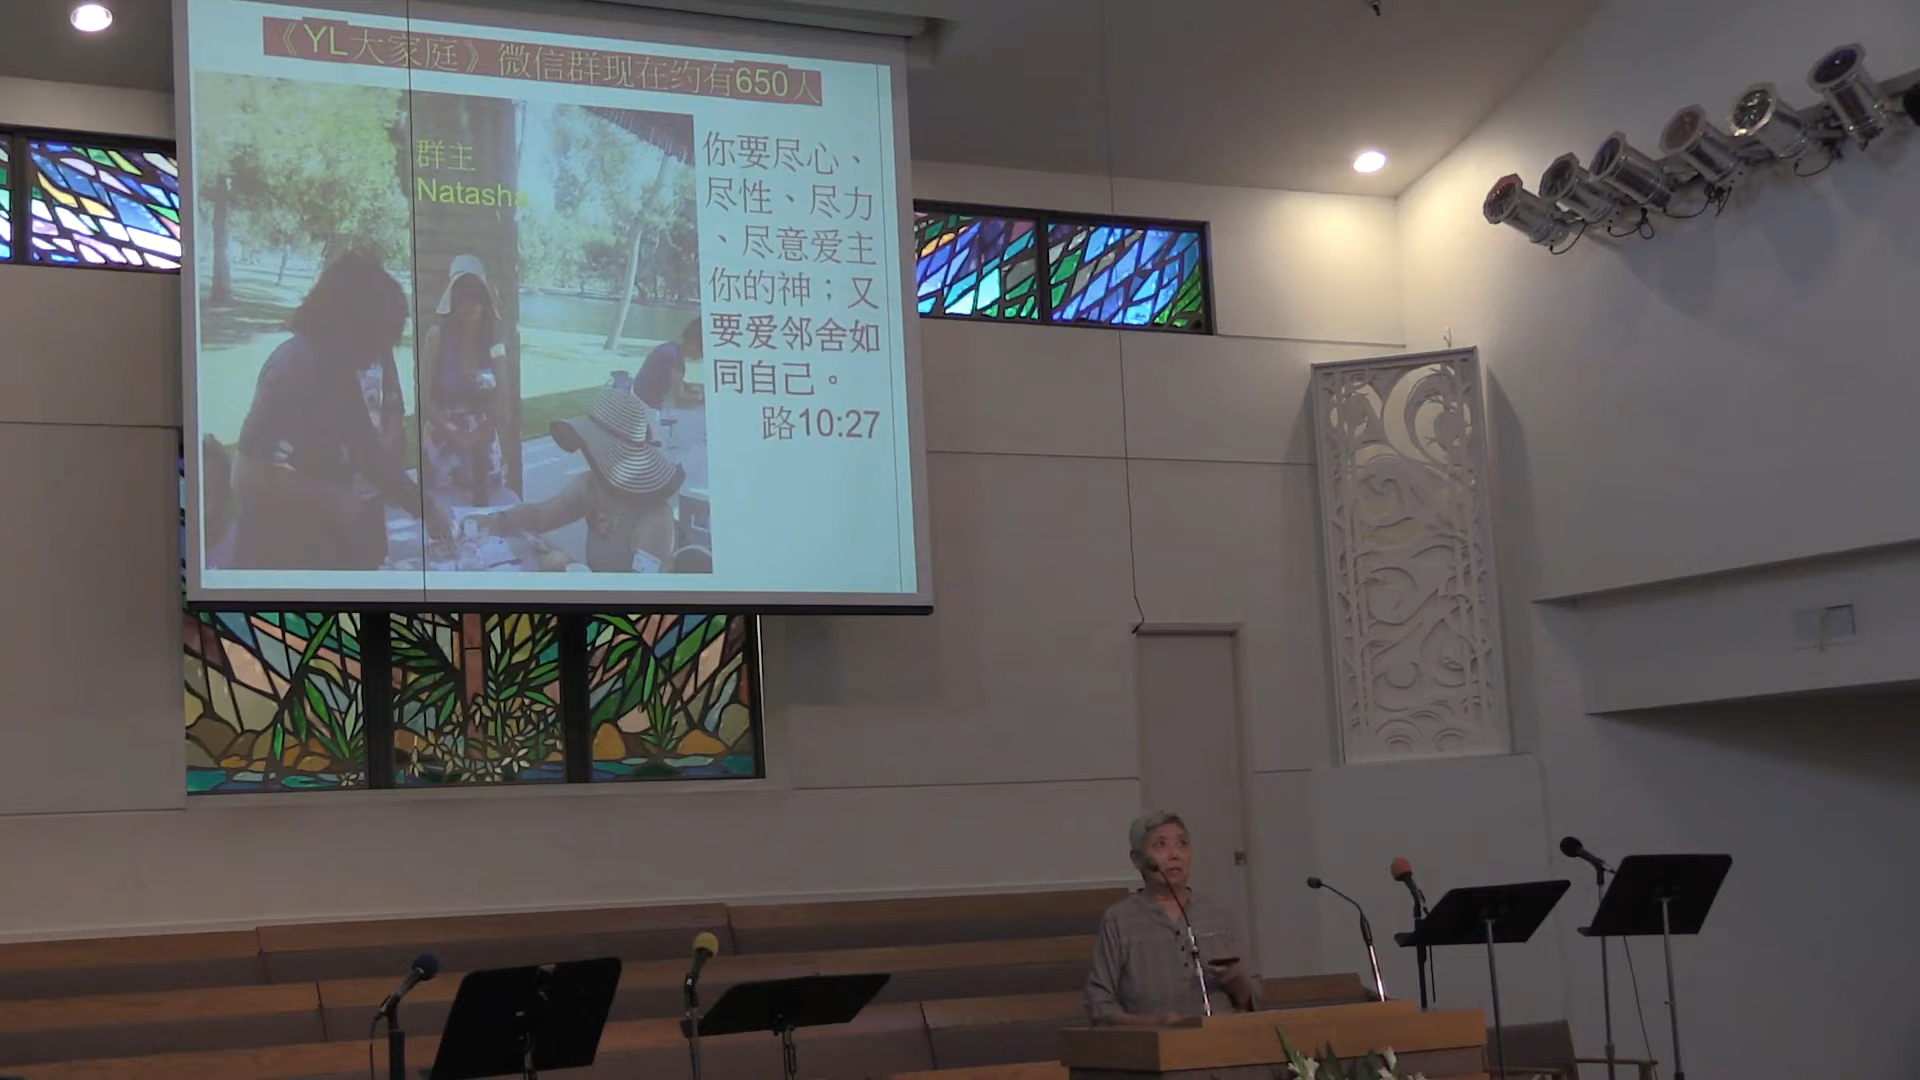 《YL大家庭》微信群现在约有650人
群主
Natasha
你要尽心、
尽性、尽力
、尽意爱主
你的神；又
要爱邻舍如
同自己。
路10:27